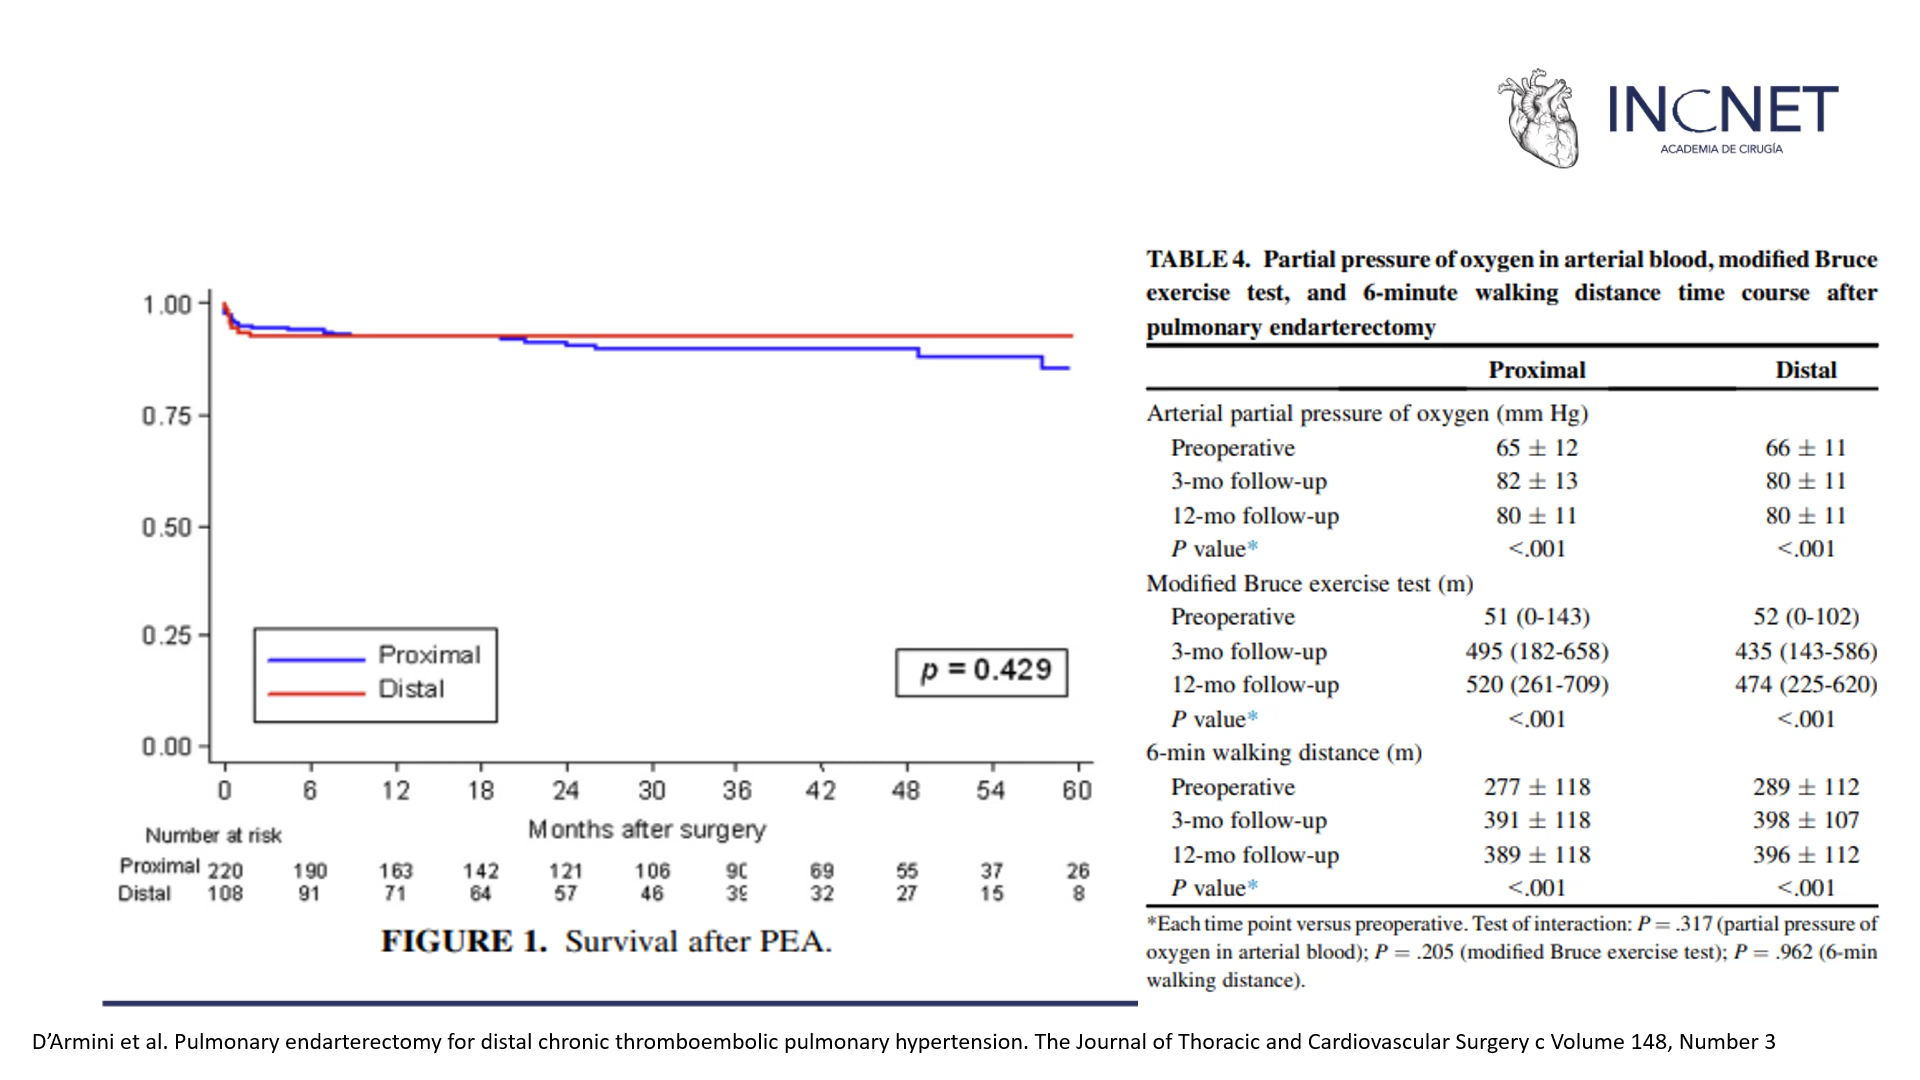 INCNET
ACADEMIA DE CIRUGÍA
1.00
0.75
0.50
0.25
0.00
Proximal
Distal
p = 0.429
0 6 12 18 24 30 36 42 48 54 60
Months after surgery
Number at risk
Proximal 220 190 163 142 121 106 90 69 55 37 26
Distal 108 91 71 64 57 46 39 32 27 15 8
FIGURE 1. Survival after PEA.
TABLE 4. Partial pressure of oxygen in arterial blood, modified Bruce
exercise test, and 6-minute walking distance time course after
pulmonary endarterectomy
Proximal Distal
Arterial partial pressure of oxygen (mm Hg)
Preoperative 65 ± 12 66 ± 11
3-mo follow-up 82 ± 13 80 ± 11
12-mo follow-up 80 ± 11 80 ± 11
P value* <.001 <.001
Modified Bruce exercise test (m)
Preoperative 51 (0-143) 52 (0-102)
3-mo follow-up 495 (182-658) 435 (143-586)
12-mo follow-up 520 (261-709) 474 (225-620)
P value* <.001 <.001
6-min walking distance (m)
Preoperative 277 ± 118 289 ± 112
3-mo follow-up 391 ± 118 398 ± 107
12-mo follow-up 389 ± 118 396 ± 112
P value* <.001 <.001
*Each time point versus preoperative. Test of interaction: P = .317 (partial pressure of
oxygen in arterial blood); P = .205 (modified Bruce exercise test); P = .962 (6-min
walking distance).
D’Armini et al. Pulmonary endarterectomy for distal chronic thromboembolic pulmonary hypertension. The Journal of Thoracic and Cardiovascular Surgery c Volume 148, Number 3